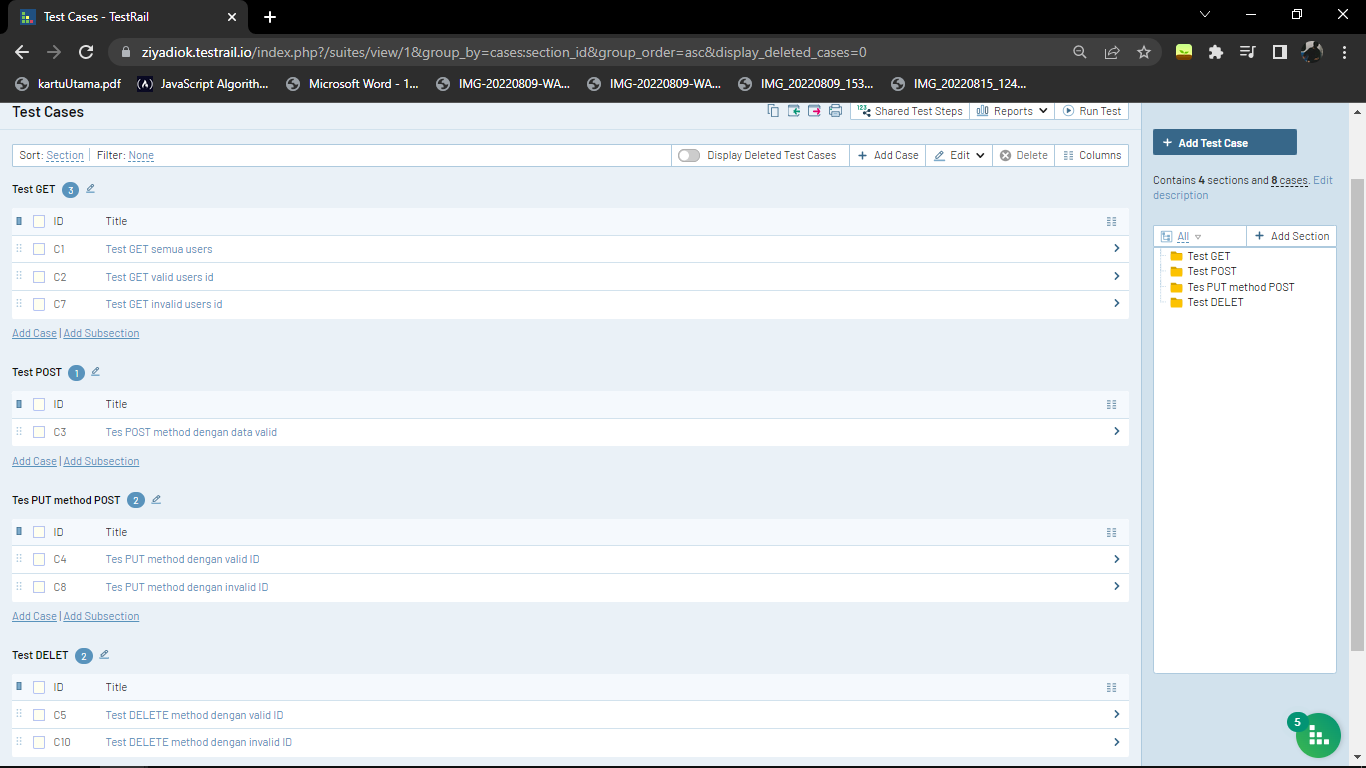 Test Cases - TestRail
ziyadiok.testrail.io/index.php?/suites/view/1&group_by=cases:section_id&group_order=asc&display_deleted_cases=0
kartuUtama.pdf JavaScript Algorith... Microsoft Word - 1... IMG-20220809-WA... IMG-20220809-WA... IMG_20220809_153... IMG_20220815_124...
Test Cases Shared Test Steps Reports Run Test
Sort: Section Filter: None Display Deleted Test Cases + Add Case Edit Delete Columns
Test GET 3
ID Title
C1 Test GET semua users
C2 Test GET valid users id
C7 Test GET invalid users id
Add Case | Add Subsection
Test POST 1
ID Title
C3 Tes POST method dengan data valid
Add Case | Add Subsection
Tes PUT method POST 2
ID Title
C4 Tes PUT method dengan valid ID
C8 Tes PUT method dengan invalid ID
Add Case | Add Subsection
Test DELET 2
ID Title
C5 Test DELETE method dengan valid ID
C10 Test DELETE method dengan invalid ID
+ Add Test Case
Contains 4 sections and 8 cases. Edit
description
All + Add Section
Test GET
Test POST
Tes PUT method POST
Test DELET
5